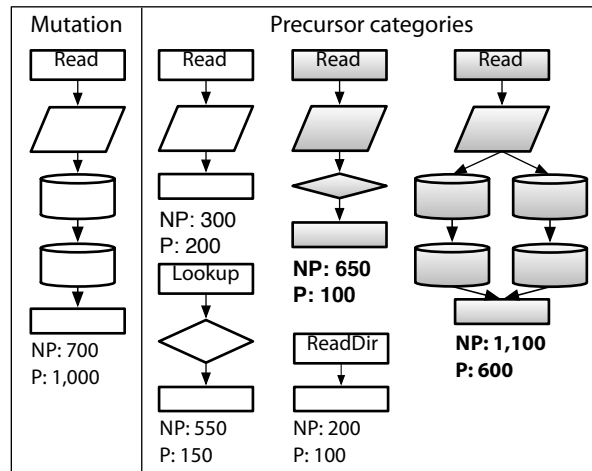 Mutation
Precursor categories
Read
NP: 700
P: 1,000
Read
NP: 300
P: 200
Read
NP: 650
P: 100
Read
NP: 1,100
P: 600
Lookup
NP: 550
P: 150
ReadDir
NP: 200
P: 100